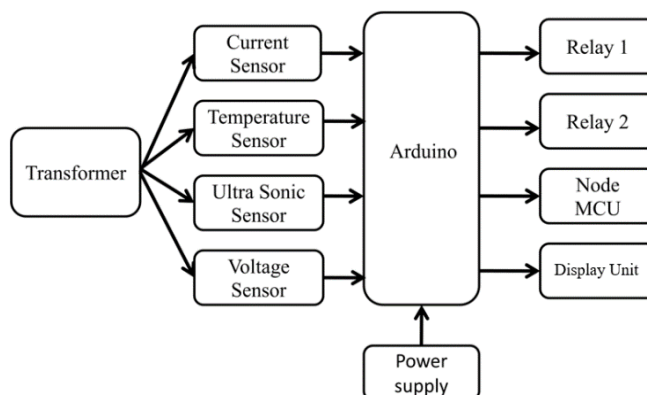 Transformer
Current
Sensor
Temperature
Sensor
Ultra Sonic
Sensor
Voltage
Sensor
Arduino
Power
supply
Relay 1
Relay 2
Node
MCU
Display Unit